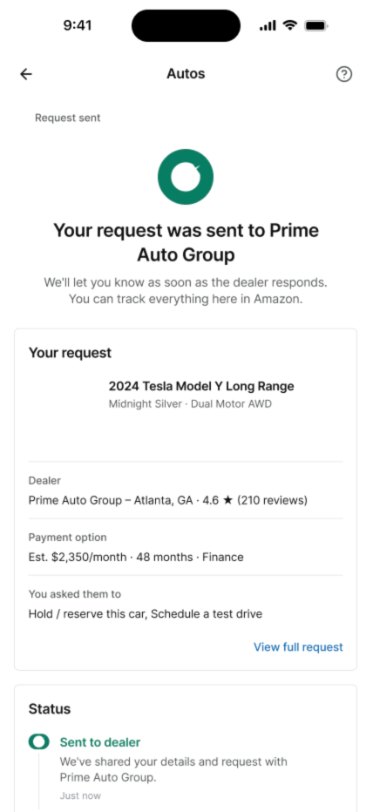 9:41
Autos
Request sent
Your request was sent to Prime
Auto Group
We'll let you know as soon as the dealer responds.
You can track everything here in Amazon.
Your request
2024 Tesla Model Y Long Range
Midnight Silver · Dual Motor AWD
Dealer
Prime Auto Group – Atlanta, GA · 4.6 ★ (210 reviews)
Payment option
Est. $2,350/month · 48 months · Finance
You asked them to
Hold / reserve this car, Schedule a test drive
View full request
Status
Sent to dealer
We've shared your details and request with
Prime Auto Group.
Just now